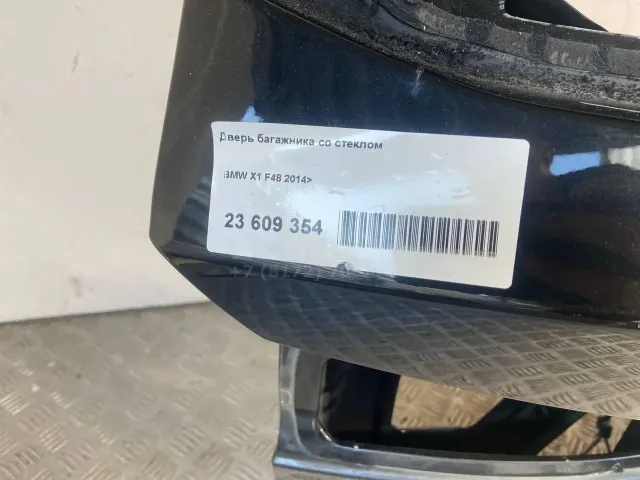 Дверь багажника со стеклом
BMW X1 F48 2014>
23 609 354